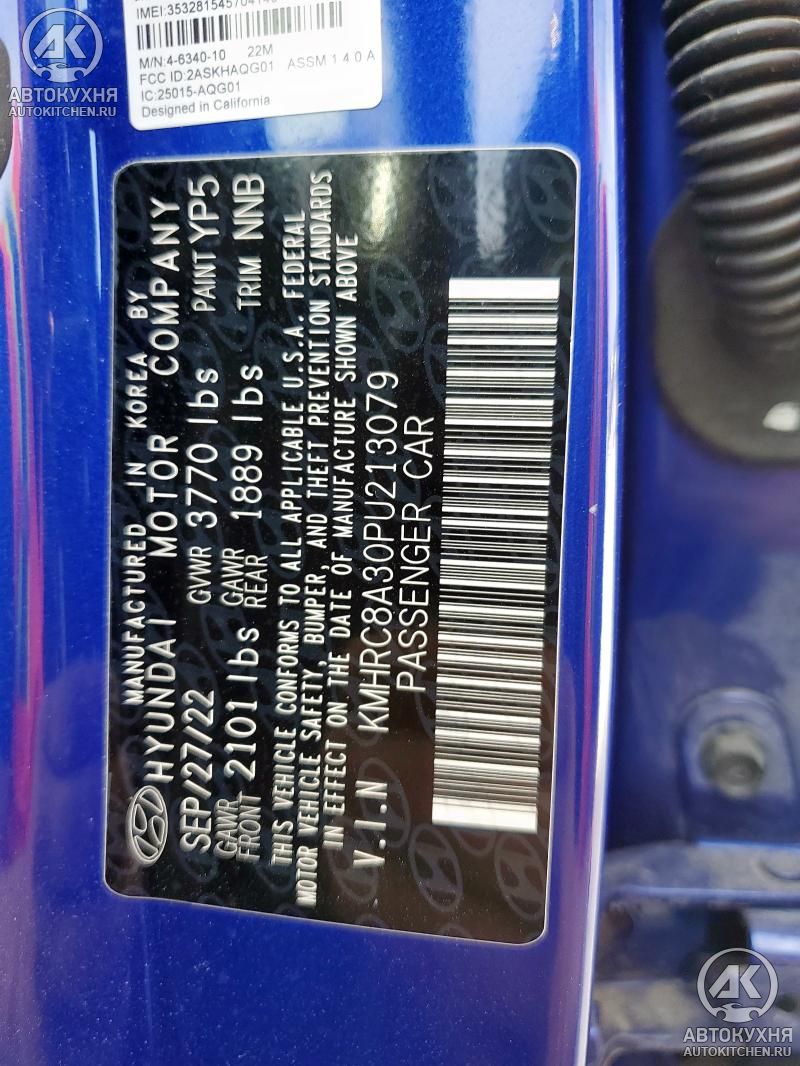 IMEI:35328154570414
M/N:4-6340-10 22M
FCC ID:2ASKHAQG01 ASSM 1 4.0 A
IC:25015-AQG01
Designed in California
АВТОКУХНЯ
AUTOKITCHEN.RU
MANUFACTURED IN KOREA BY
HYUNDAI MOTOR COMPANY
SEP/27/22 GVWR 3770 lbs PAINT YP5
GAWR FRONT 2101 lbs GAWR REAR 1889 lbs TRIM NNB
THIS VEHICLE CONFORMS TO ALL APPLICABLE U.S.A. FEDERAL
MOTOR VEHICLE SAFETY, BUMPER, AND THEFT PREVENTION STANDARDS
IN EFFECT ON THE DATE OF MANUFACTURE SHOWN ABOVE
V.I.N KMHRC8A30PU213079
PASSENGER CAR
АВТОКУХНЯ
AUTOKITCHEN.RU